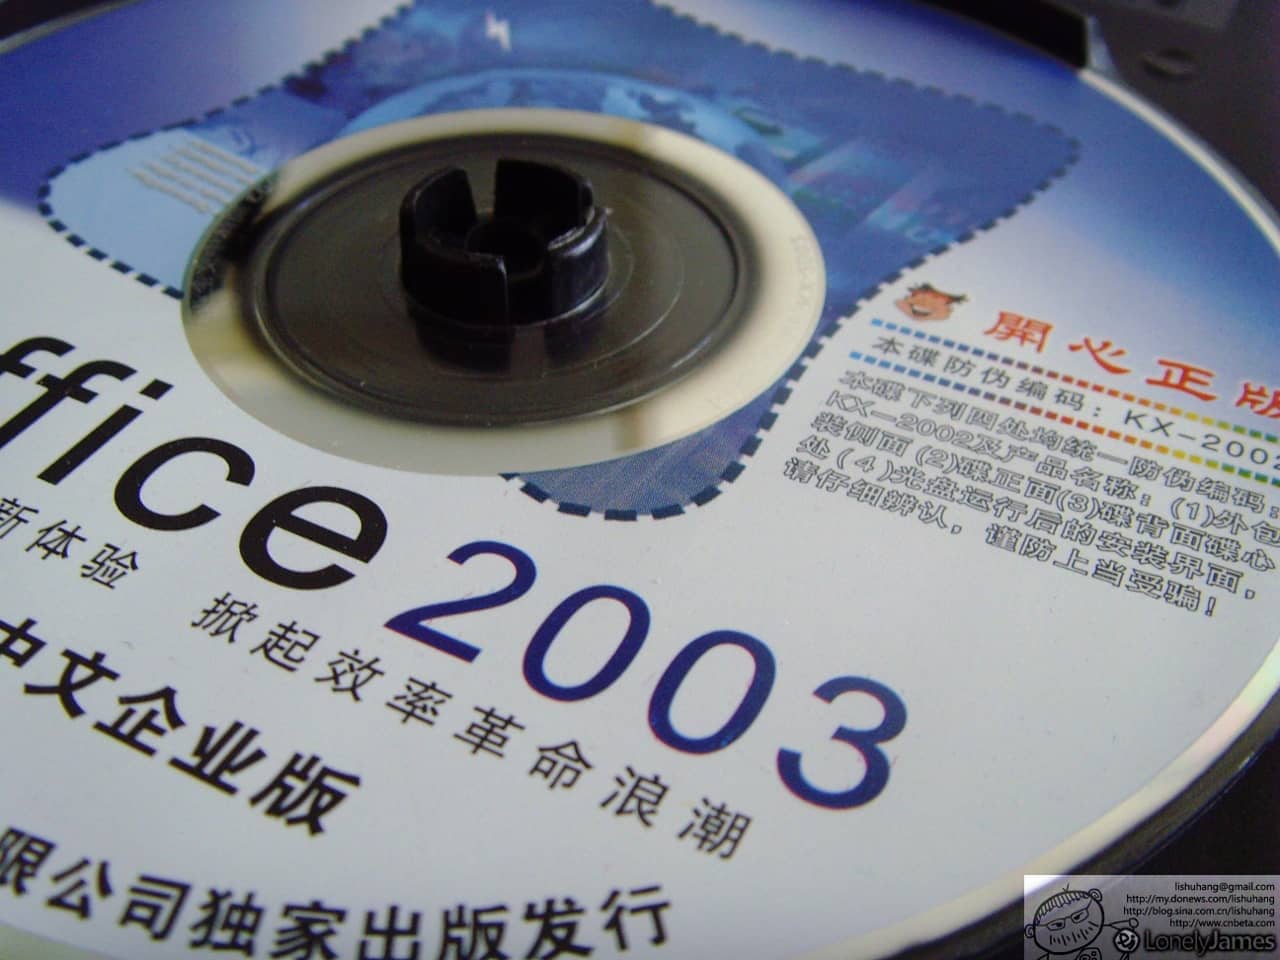 ffice 2003
新体验 掀起效率革命浪潮
中文企业版
限公司独家出版发行
開心正版
本碟防伪编码：KX-2002
本碟下列四处均统一防伪编码：
KX-2002及产品名称：(1)外包
装侧面(2)碟正面(3)碟背面碟心
处(4)光盘运行后的安装界面，
请仔细辨认，谨防上当受骗！
lishuhang@gmail.com
http://my.donews.com/lishuhang
http://blog.sina.com.cn/lishuhang
http://www.cnbeta.com
LonelyJames